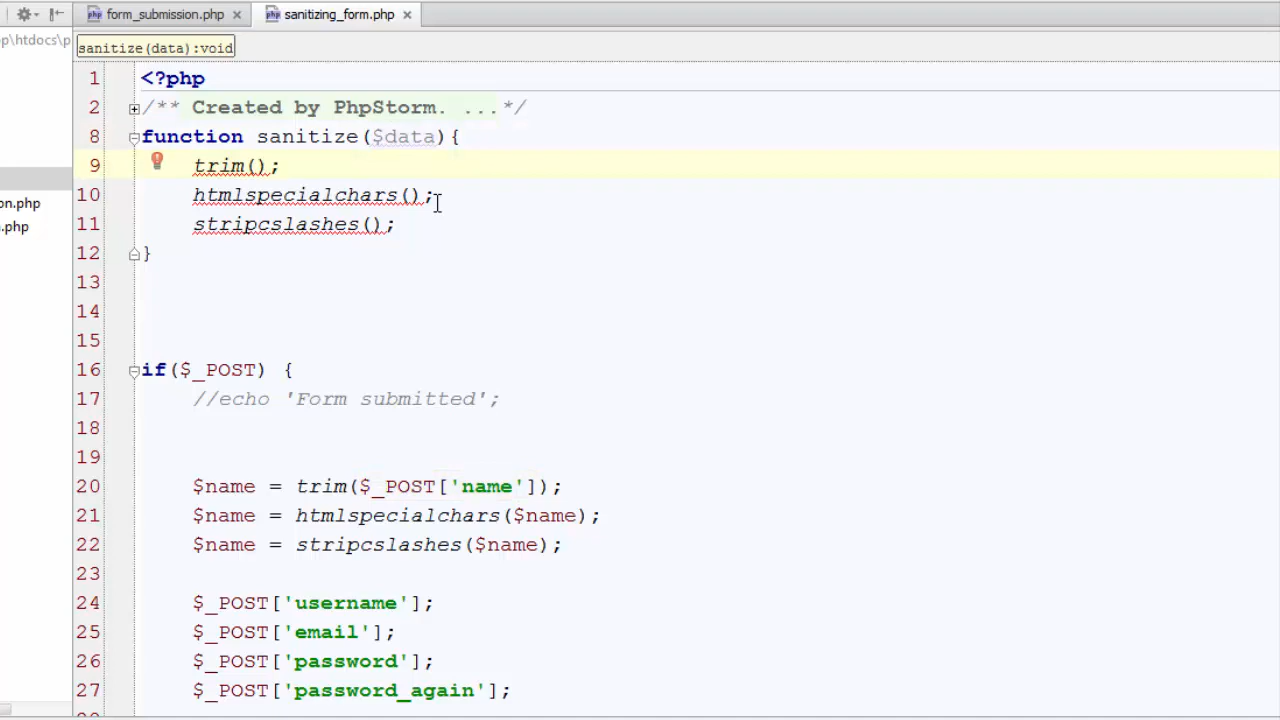 form_submission.php sanitizing_form.php
p\htdocs\p
sanitize(data):void
1 <?php
2 /** Created by PhpStorm. ...*/
8 function sanitize($data){
9 trim();
10 htmlspecialchars();
on.php
11 stripcslashes();
.php
12 }
13
14
15
16 if($_POST) {
17 //echo 'Form submitted';
18
19
20 $name = trim($_POST['name']);
21 $name = htmlspecialchars($name);
22 $name = stripcslashes($name);
23
24 $_POST['username'];
25 $_POST['email'];
26 $_POST['password'];
27 $_POST['password_again'];